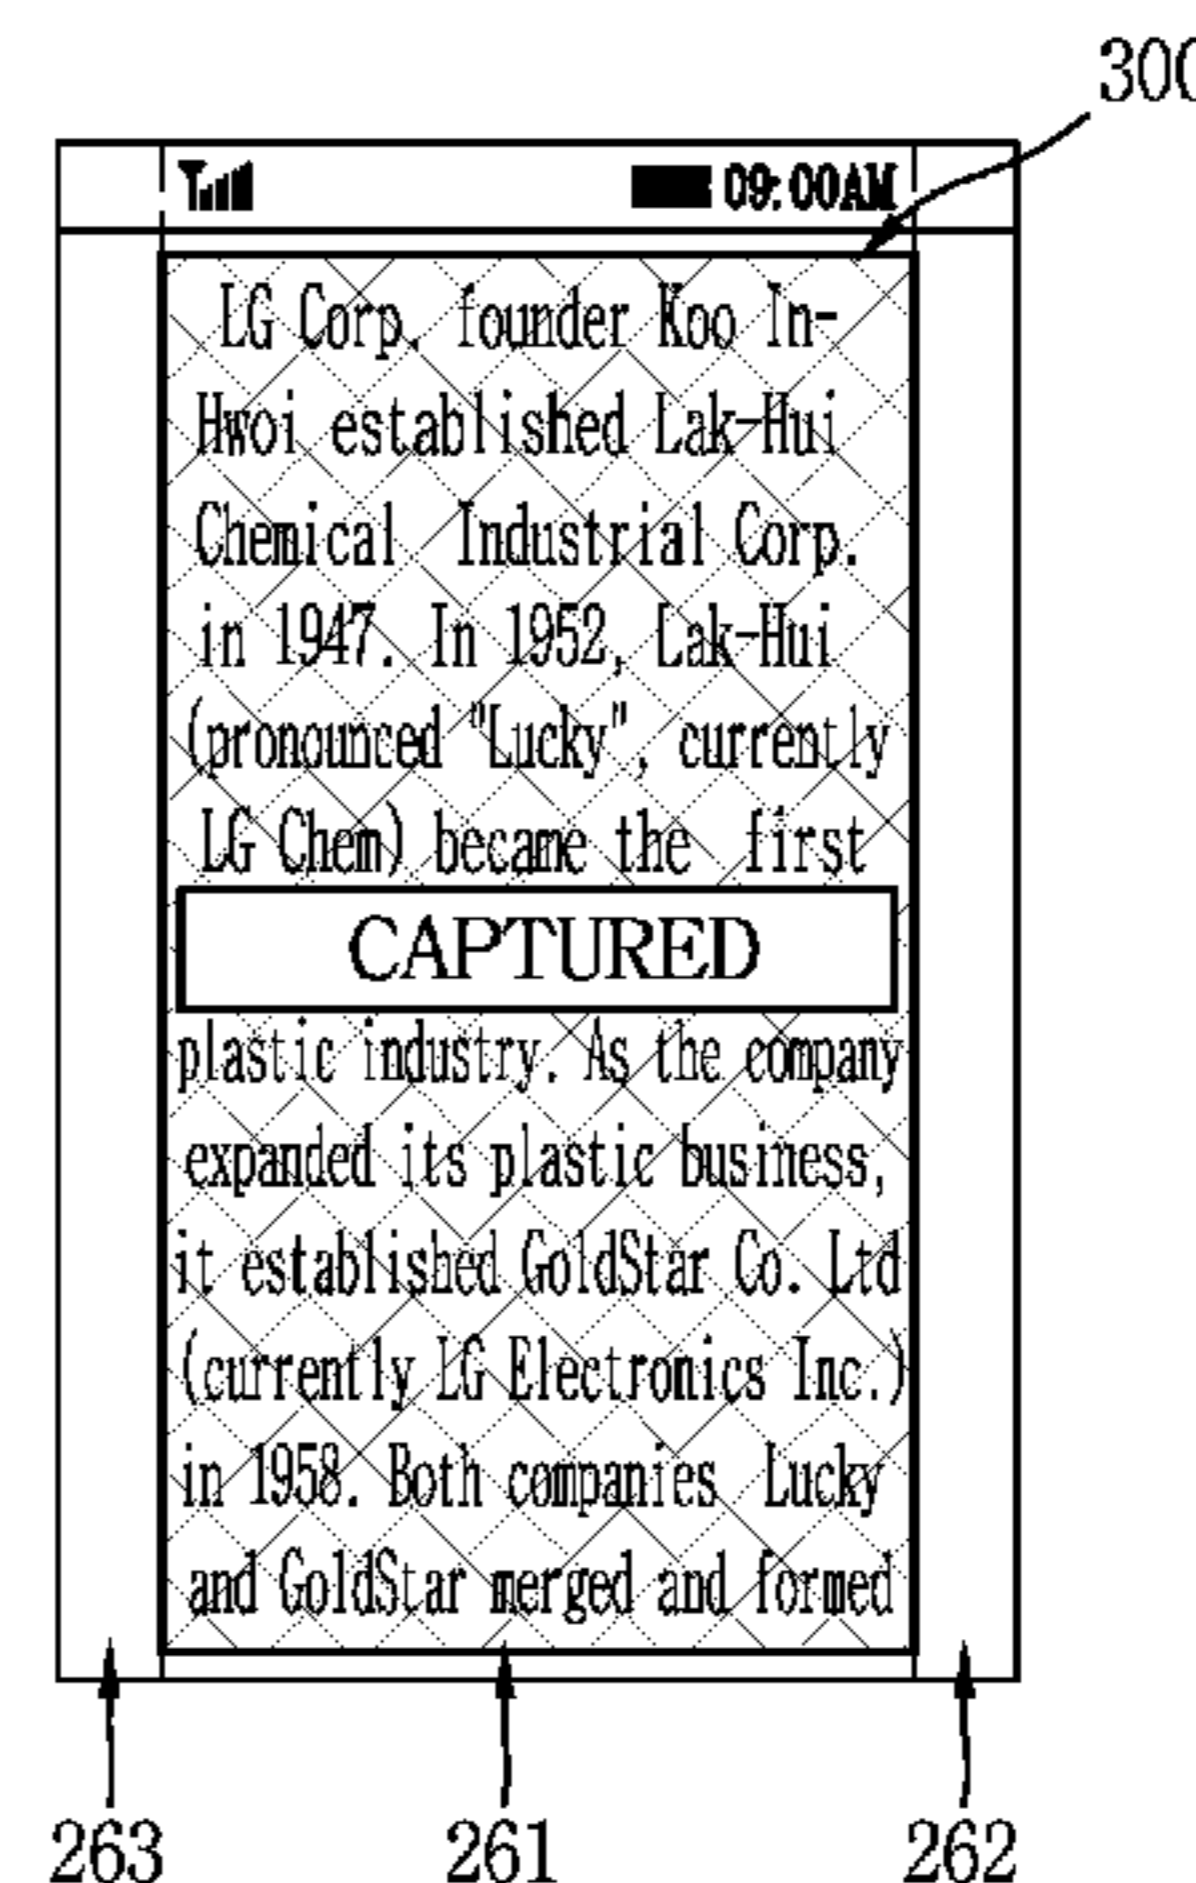 300
09:00AM
LG Corp. founder Koo In-
Hwoi established Lak-Hui
Chemical Industrial Corp.
in 1947. In 1952, Lak-Hui
(pronounced "Lucky", currently
LG Chem) became the first
CAPTURED
plastic industry. As the company
expanded its plastic business,
it established GoldStar Co. Ltd
(currently LG Electronics Inc.)
in 1958. Both companies Lucky
and GoldStar merged and formed
263 261 262